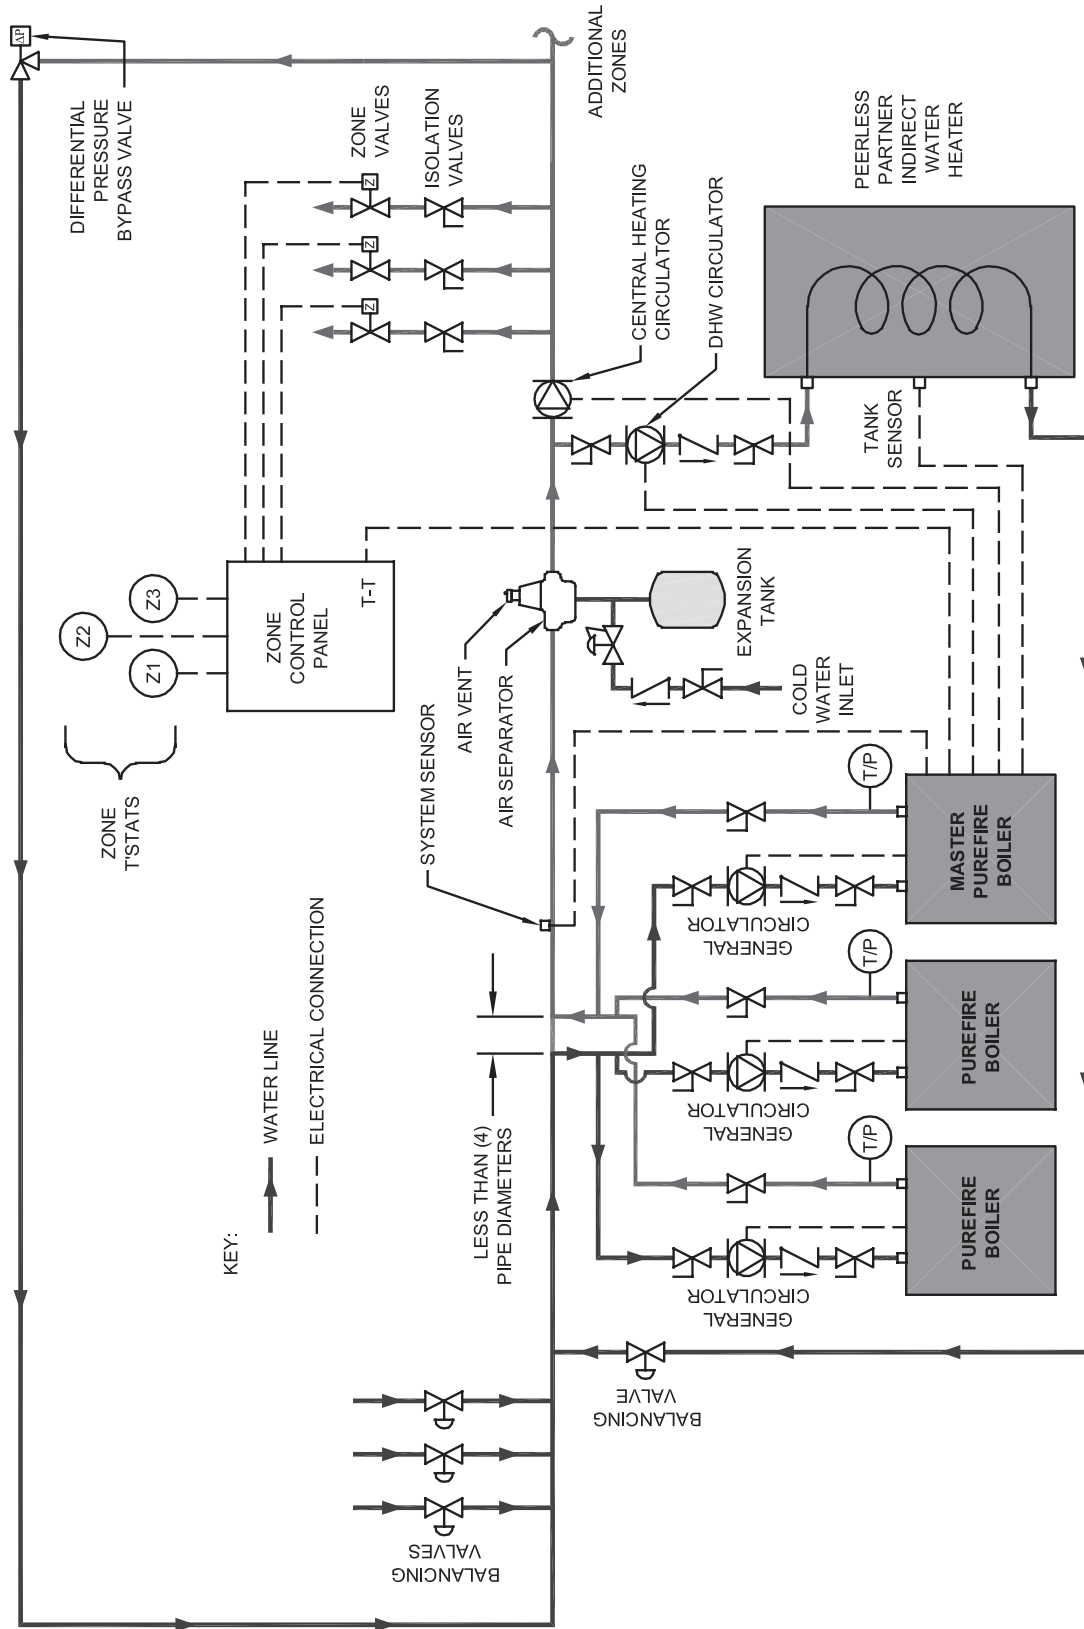 ΔP
DIFFERENTIAL
PRESSURE
BYPASS VALVE
ZONE
VALVES
ISOLATION
VALVES
Z
Z
Z
ADDITIONAL
ZONES
PEERLESS
PARTNER
INDIRECT
WATER
HEATER
CENTRAL HEATING
CIRCULATOR
DHW CIRCULATOR
TANK
SENSOR
Z1
Z2
Z3
ZONE
T'STATS
ZONE
CONTROL
PANEL
T-T
SYSTEM SENSOR
AIR VENT
AIR SEPARATOR
EXPANSION
TANK
COLD
WATER
INLET
KEY:
WATER LINE
ELECTRICAL CONNECTION
LESS THAN (4)
PIPE DIAMETERS
GENERAL
CIRCULATOR
GENERAL
CIRCULATOR
GENERAL
CIRCULATOR
T/P
T/P
T/P
PUREFIRE
BOILER
PUREFIRE
BOILER
MASTER
PUREFIRE
BOILER
BALANCING
VALVE
BALANCING
VALVES